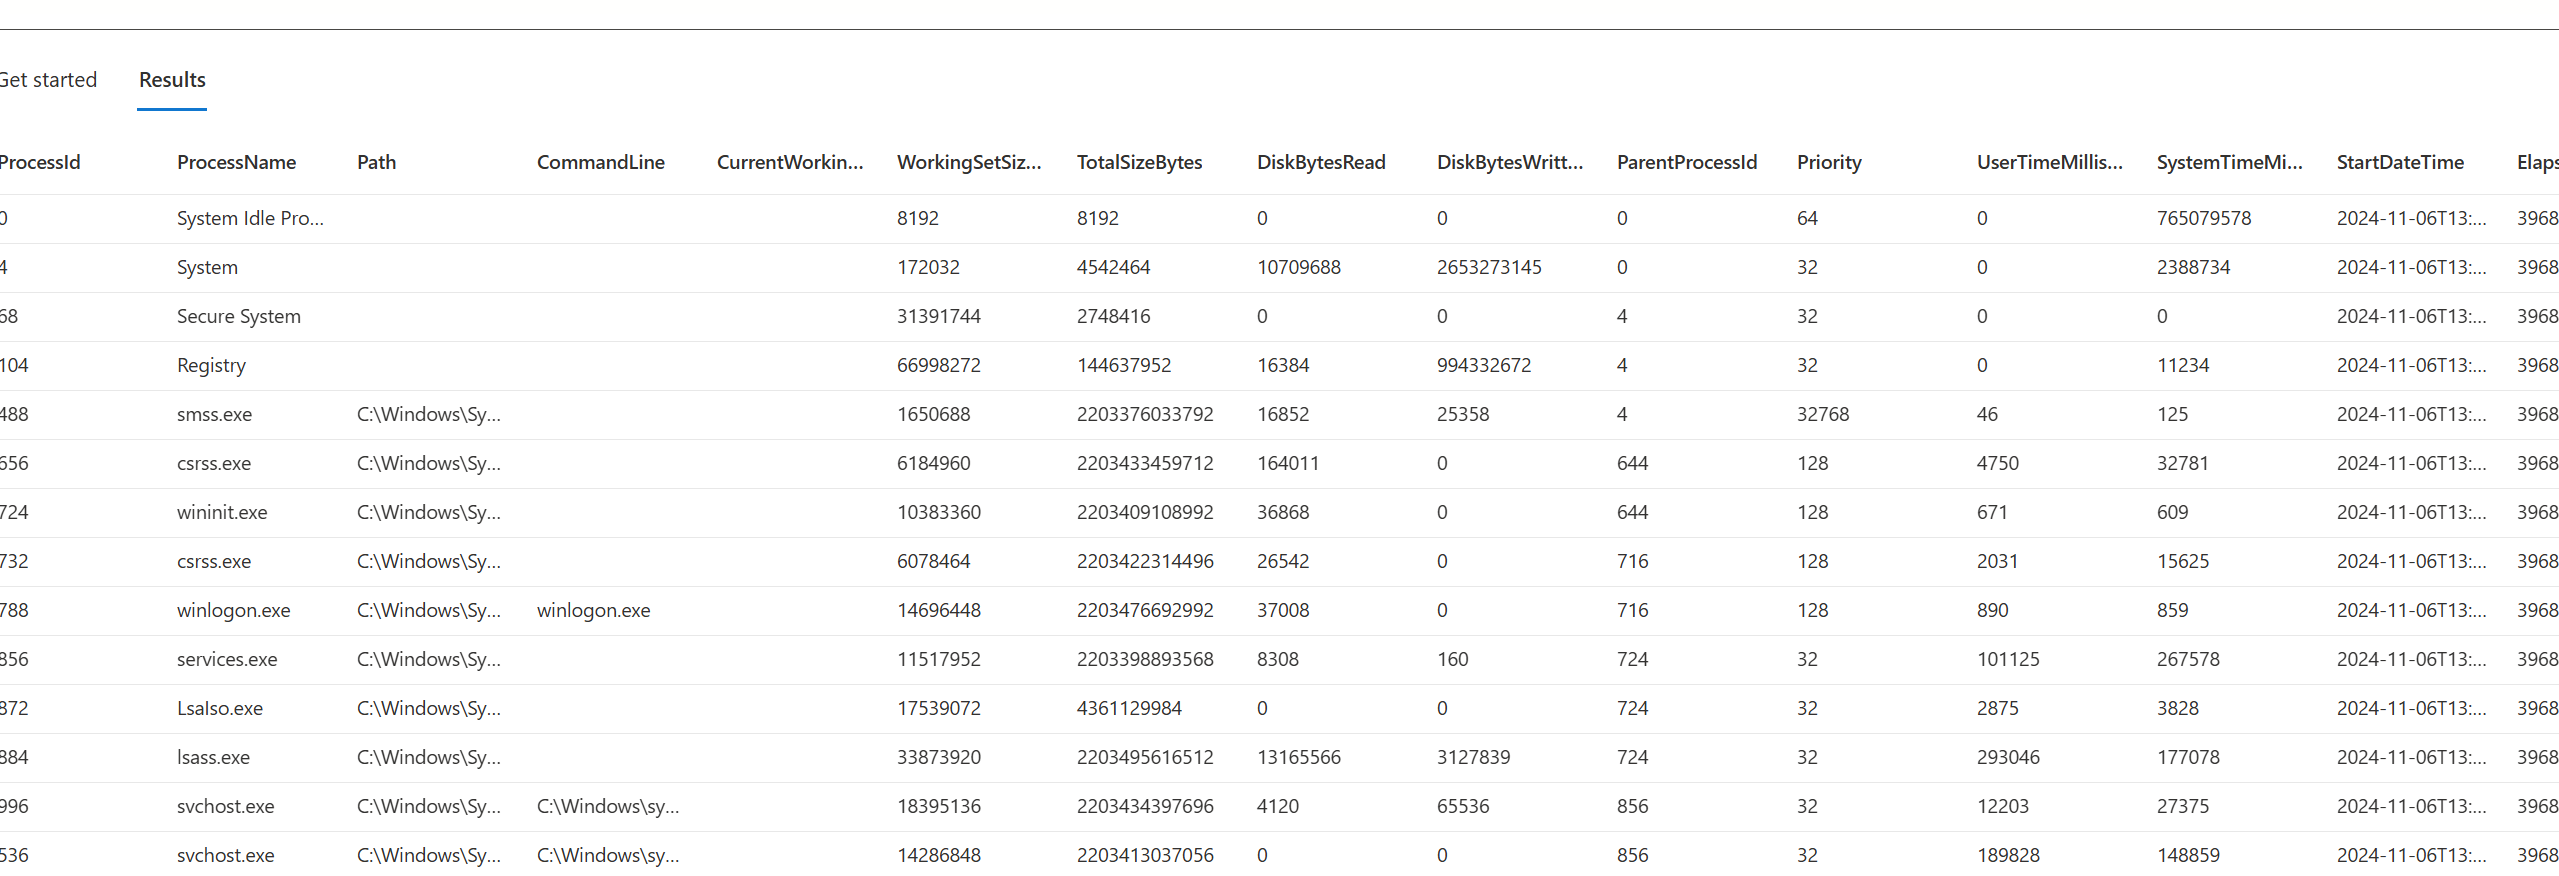 Get started Results
ProcessId ProcessName Path CommandLine CurrentWorkin... WorkingSetSiz... TotalSizeBytes DiskBytesRead DiskBytesWritt... ParentProcessId Priority UserTimeMillis... SystemTimeMi... StartDateTime Elaps
0 System Idle Pro... 8192 8192 0 0 0 64 0 765079578 2024-11-06T13:... 3968
4 System 172032 4542464 10709688 2653273145 0 32 0 2388734 2024-11-06T13:... 3968
68 Secure System 31391744 2748416 0 0 4 32 0 0 2024-11-06T13:... 3968
104 Registry 66998272 144637952 16384 994332672 4 32 0 11234 2024-11-06T13:... 3968
488 smss.exe C:\Windows\Sy... 1650688 2203376033792 16852 25358 4 32768 46 125 2024-11-06T13:... 3968
656 csrss.exe C:\Windows\Sy... 6184960 2203433459712 164011 0 644 128 4750 32781 2024-11-06T13:... 3968
724 wininit.exe C:\Windows\Sy... 10383360 2203409108992 36868 0 644 128 671 609 2024-11-06T13:... 3968
732 csrss.exe C:\Windows\Sy... 6078464 2203422314496 26542 0 716 128 2031 15625 2024-11-06T13:... 3968
788 winlogon.exe C:\Windows\Sy... winlogon.exe 14696448 2203476692992 37008 0 716 128 890 859 2024-11-06T13:... 3968
856 services.exe C:\Windows\Sy... 11517952 2203398893568 8308 160 724 32 101125 267578 2024-11-06T13:... 3968
872 LsaIso.exe C:\Windows\Sy... 17539072 4361129984 0 0 724 32 2875 3828 2024-11-06T13:... 3968
884 lsass.exe C:\Windows\Sy... 33873920 2203495616512 13165566 3127839 724 32 293046 177078 2024-11-06T13:... 3968
996 svchost.exe C:\Windows\Sy... C:\Windows\sy... 18395136 2203434397696 4120 65536 856 32 12203 27375 2024-11-06T13:... 3968
536 svchost.exe C:\Windows\Sy... C:\Windows\sy... 14286848 2203413037056 0 0 856 32 189828 148859 2024-11-06T13:... 3968